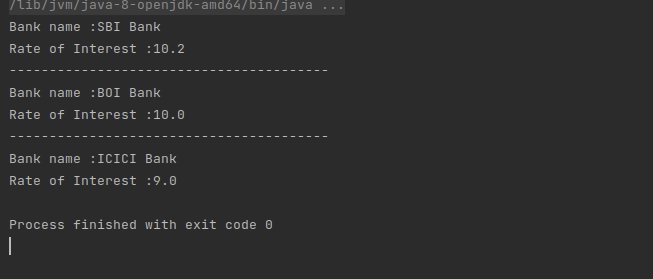 /lib/jvm/java-8-openjdk-amd64/bin/java ...
Bank name :SBI Bank
Rate of Interest :10.2
----------------------------------------
Bank name :BOI Bank
Rate of Interest :10.0
----------------------------------------
Bank name :ICICI Bank
Rate of Interest :9.0
Process finished with exit code 0